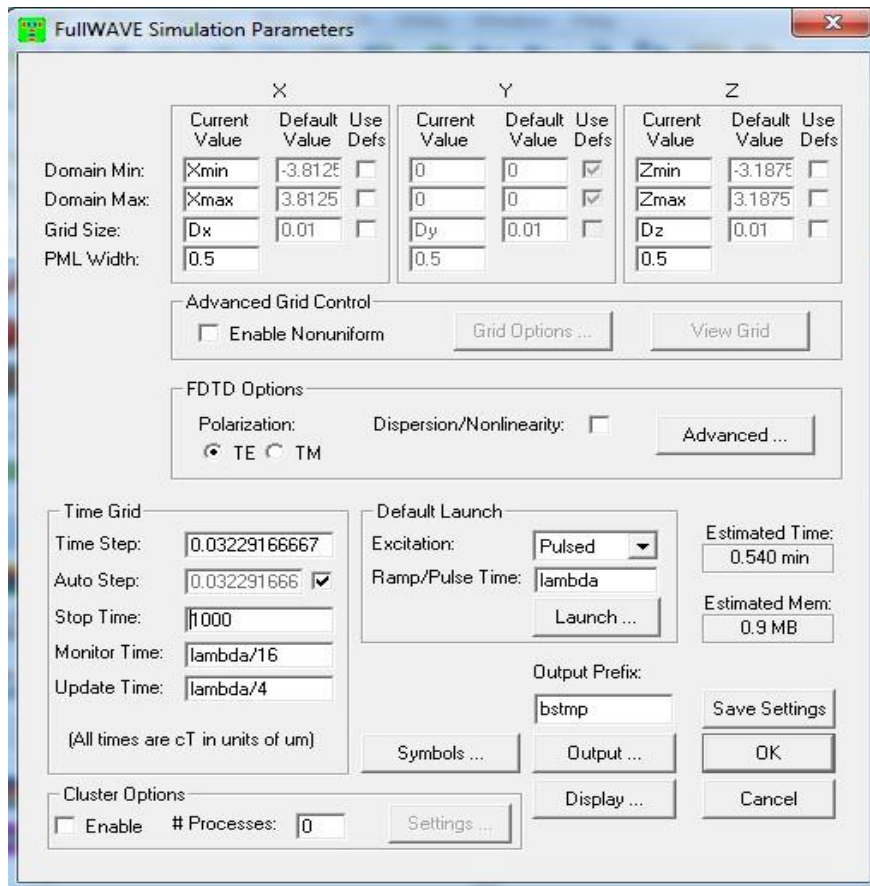 FullWAVE Simulation Parameters
X Y Z
Current Default Use Current Default Use Current Default Use
Value Value Defs Value Value Defs Value Value Defs
Domain Min: Xmin -3.8125 0 0 Zmin -3.1875
Domain Max: Xmax 3.8125 0 0 Zmax 3.1875
Grid Size: Dx 0.01 Dy 0.01 Dz 0.01
PML Width: 0.5 0.5 0.5
Advanced Grid Control
Enable Nonuniform Grid Options ... View Grid
FDTD Options
Polarization: Dispersion/Nonlinearity: Advanced ...
TE TM
Time Grid Default Launch
Time Step: 0.03229166667 Excitation: Pulsed Estimated Time:
0.540 min
Auto Step: 0.032291666 Ramp/Pulse Time: lambda
Stop Time: 1000 Launch ... Estimated Mem:
0.9 MB
Monitor Time: lambda/16
Update Time: lambda/4 Output Prefix:
bstmp Save Settings
(All times are cT in units of um) Symbols ... Output ... OK
Cluster Options Display ... Cancel
Enable # Processes: 0 Settings ...